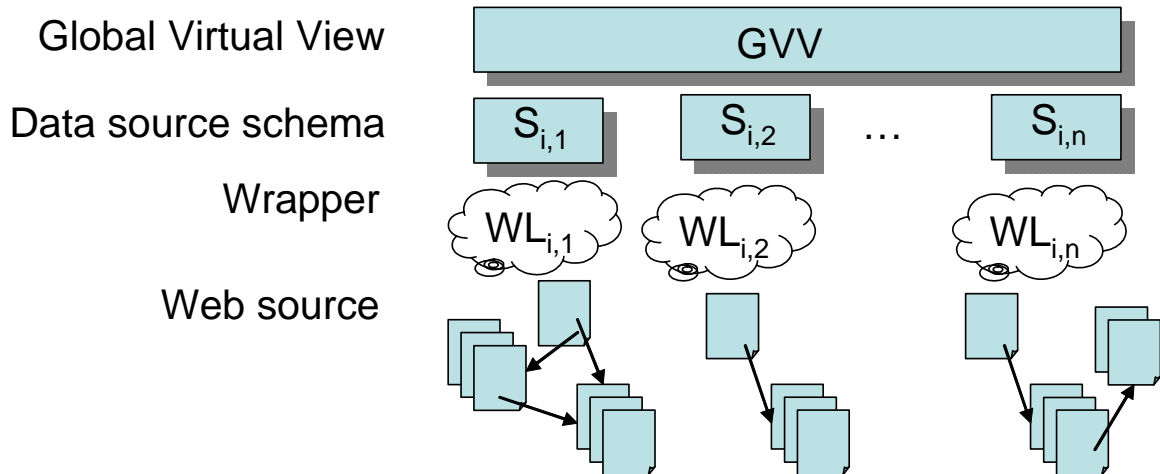 Global Virtual View GVV
Data source schema S_{i,1} S_{i,2} ... S_{i,n}
Wrapper WL_{i,1} WL_{i,2} WL_{i,n}
Web source